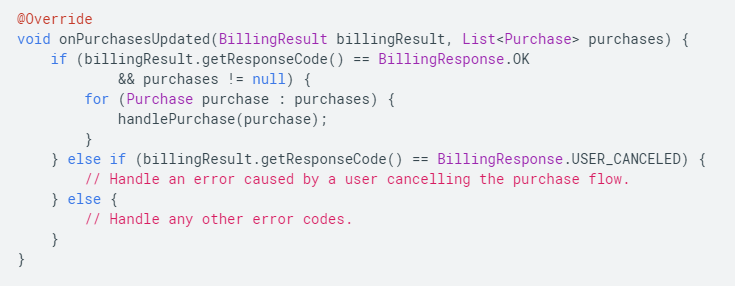 @Override
void onPurchasesUpdated(BillingResult billingResult, List<Purchase> purchases) {
    if (billingResult.getResponseCode() == BillingResponse.OK
            && purchases != null) {
        for (Purchase purchase : purchases) {
            handlePurchase(purchase);
        }
    } else if (billingResult.getResponseCode() == BillingResponse.USER_CANCELED) {
        // Handle an error caused by a user cancelling the purchase flow.
    } else {
        // Handle any other error codes.
    }
}